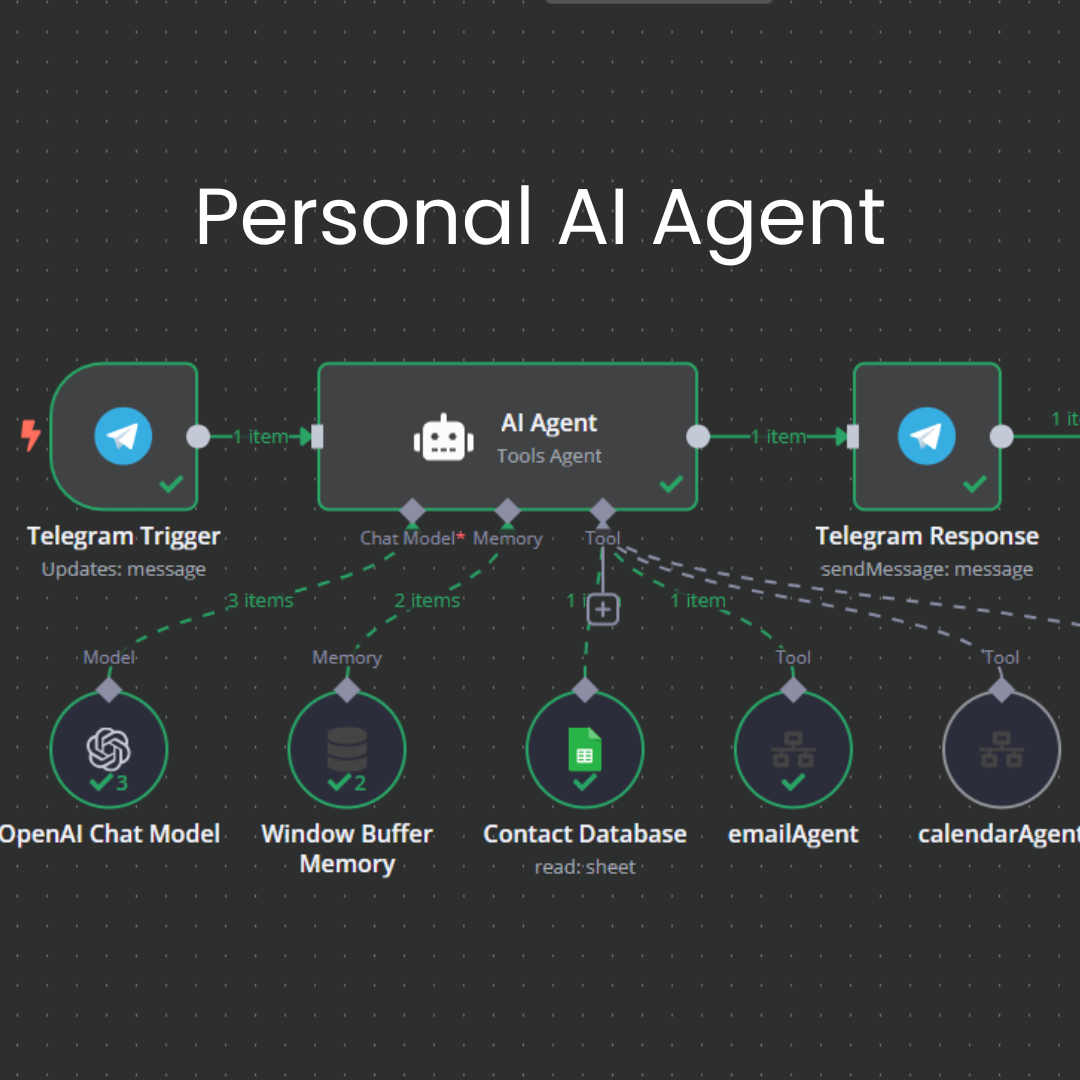 Personal AI Agent
1 item
AI Agent
Tools Agent
1 item
1 it
Telegram Trigger
Updates: message
Chat Model* Memory Tool
Telegram Response
sendMessage: message
3 items
2 items
1 i
1 item
Model
Memory
Tool
Tool
3
2
OpenAI Chat Model
Window Buffer
Memory
Contact Database
read: sheet
emailAgent
calendarAgent